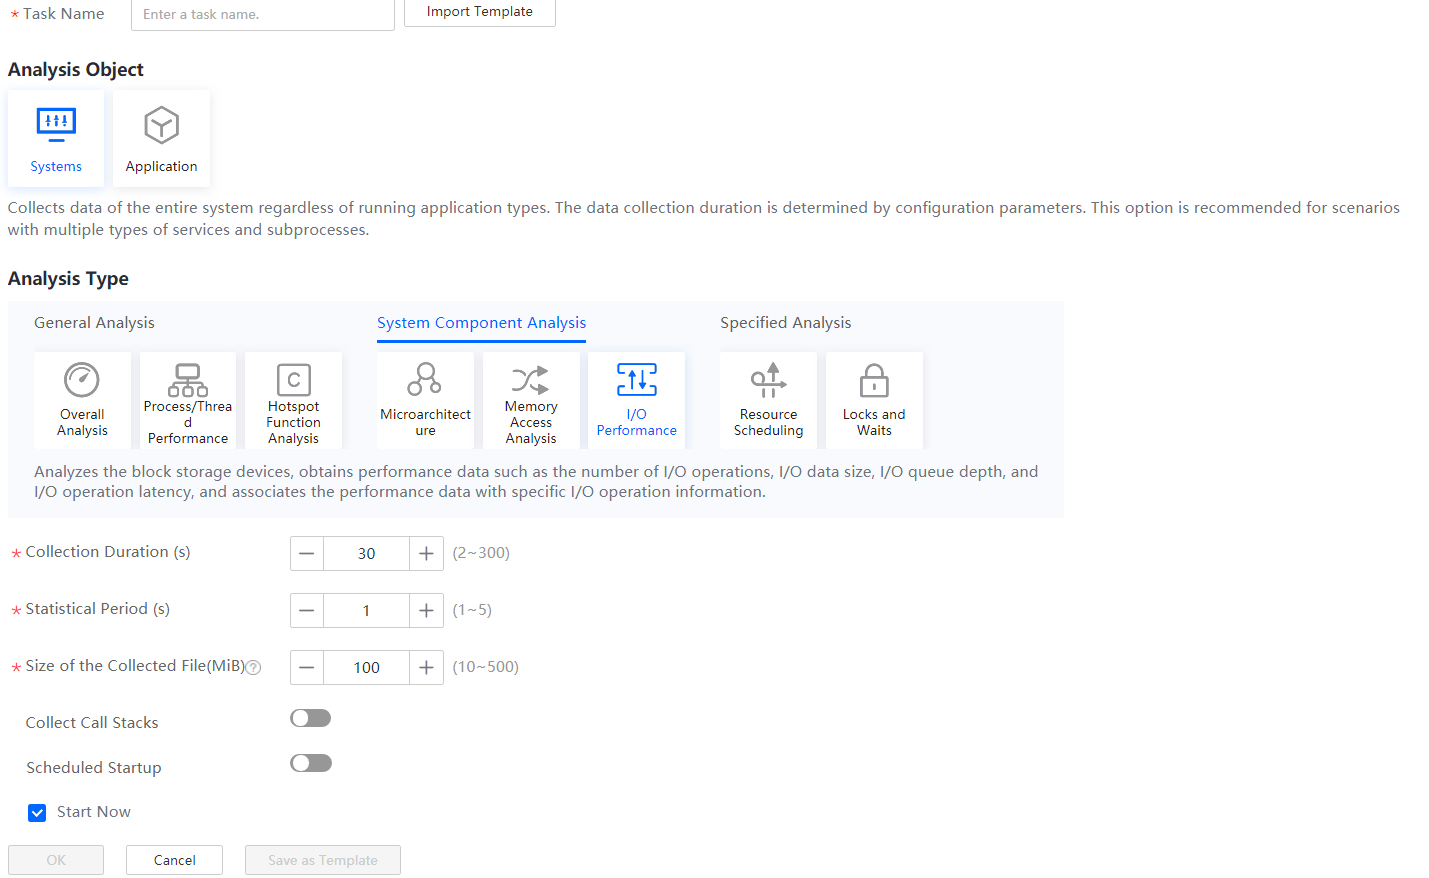 * Task Name Enter a task name. Import Template
Analysis Object
Systems Application
Collects data of the entire system regardless of running application types. The data collection duration is determined by configuration parameters. This option is recommended for scenarios
with multiple types of services and subprocesses.
Analysis Type
General Analysis System Component Analysis Specified Analysis
Overall
Analysis
Process/Threa
d
Performance
C
Hotspot
Function
Analysis
Microarchitect
ure
Memory
Access
Analysis
I/O
Performance
Resource
Scheduling
Locks and
Waits
Analyzes the block storage devices, obtains performance data such as the number of I/O operations, I/O data size, I/O queue depth, and
I/O operation latency, and associates the performance data with specific I/O operation information.
* Collection Duration (s) — 30 + (2~300)
* Statistical Period (s) — 1 + (1~5)
* Size of the Collected File(MiB) ? — 100 + (10~500)
Collect Call Stacks
Scheduled Startup
Start Now
OK Cancel Save as Template